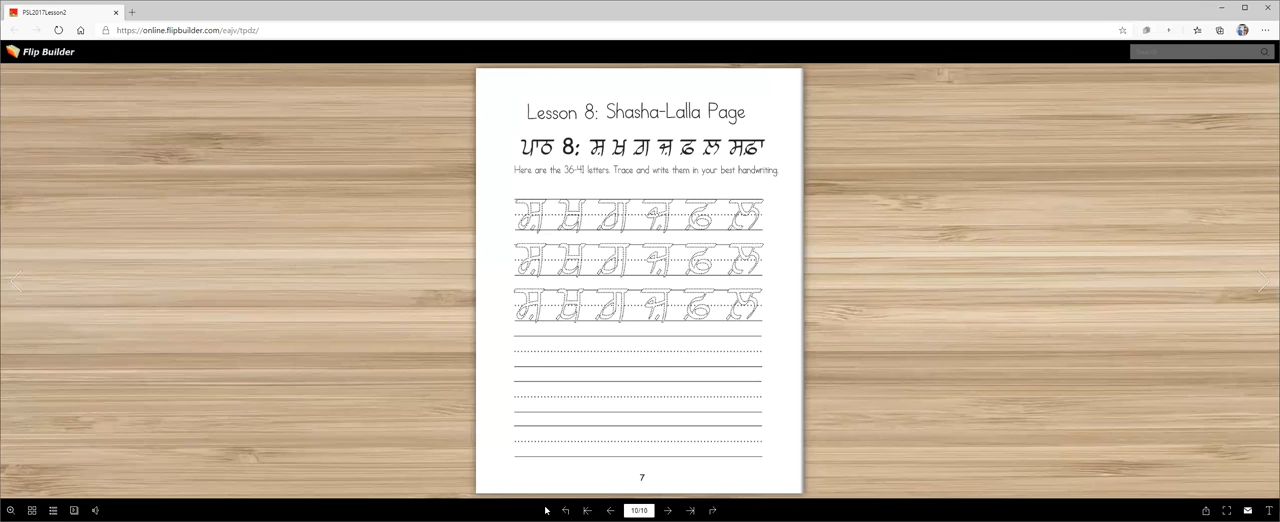 PSL2017Lesson2
https://online.flipbuilder.com/eajv/tpdz/
Flip Builder
Search
Lesson 8: Shasha-Lalla Page
ਪਾਠ 8: ਸ਼ ਖ਼ ਗ਼ ਜ਼ ਫ਼ ਲ਼ ਸਫ਼ਾ
Here are the 36-41 letters. Trace and write them in your best handwriting.
ਸ਼ ਖ਼ ਗ਼ ਜ਼ ਫ਼ ਲ਼
ਸ਼ ਖ਼ ਗ਼ ਜ਼ ਫ਼ ਲ਼
ਸ਼ ਖ਼ ਗ਼ ਜ਼ ਫ਼ ਲ਼
7
10/10